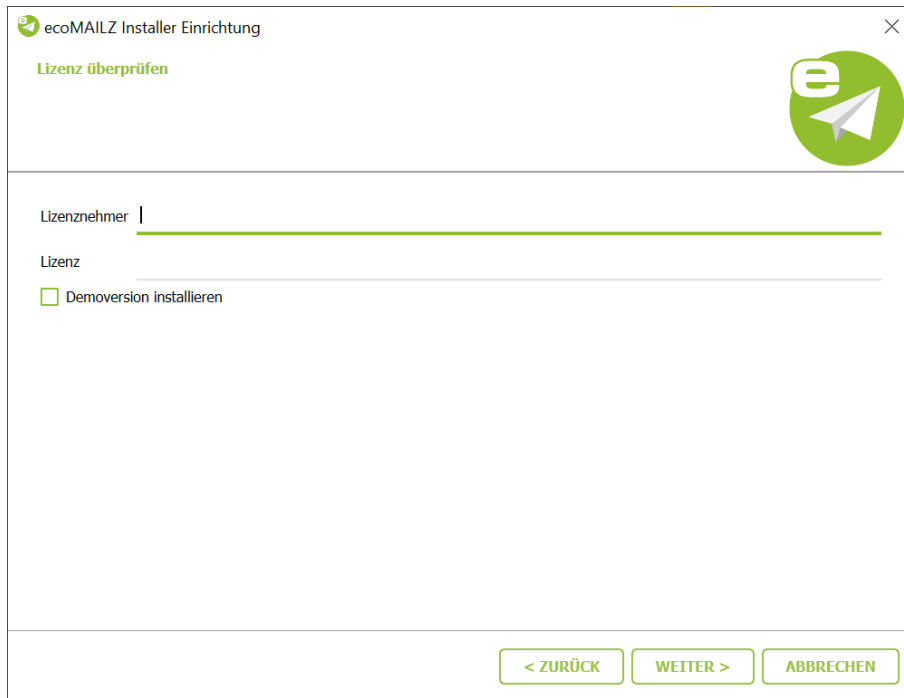 e ecoMAILZ Installer Einrichtung
Lizenz überprüfen
e
Lizenznehmer
Lizenz
Demoversion installieren
< ZURÜCK WEITER > ABBRECHEN